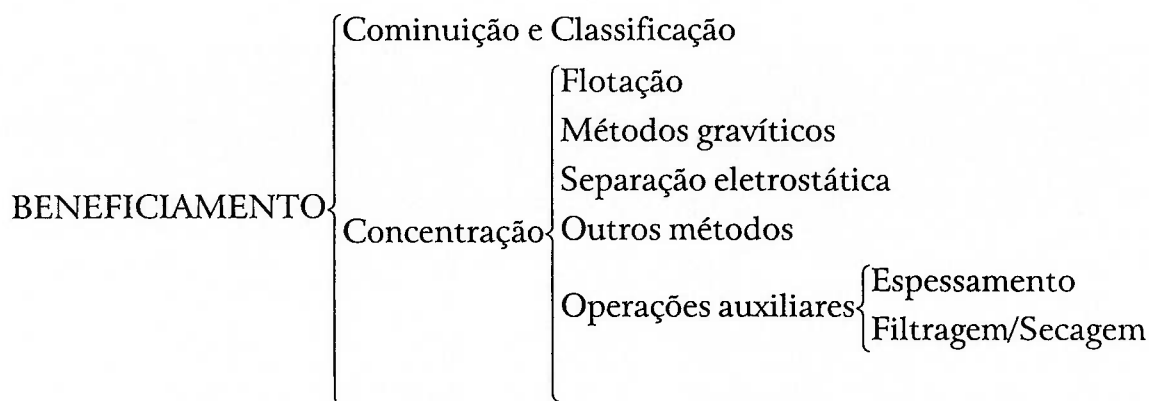 Cominuição e Classificação
Flotação
Métodos gravíticos
Separação eletrostática
BENEFICIAMENTO
Concentração
Outros métodos
Operações auxiliares
Espessamento
Filtragem/Secagem